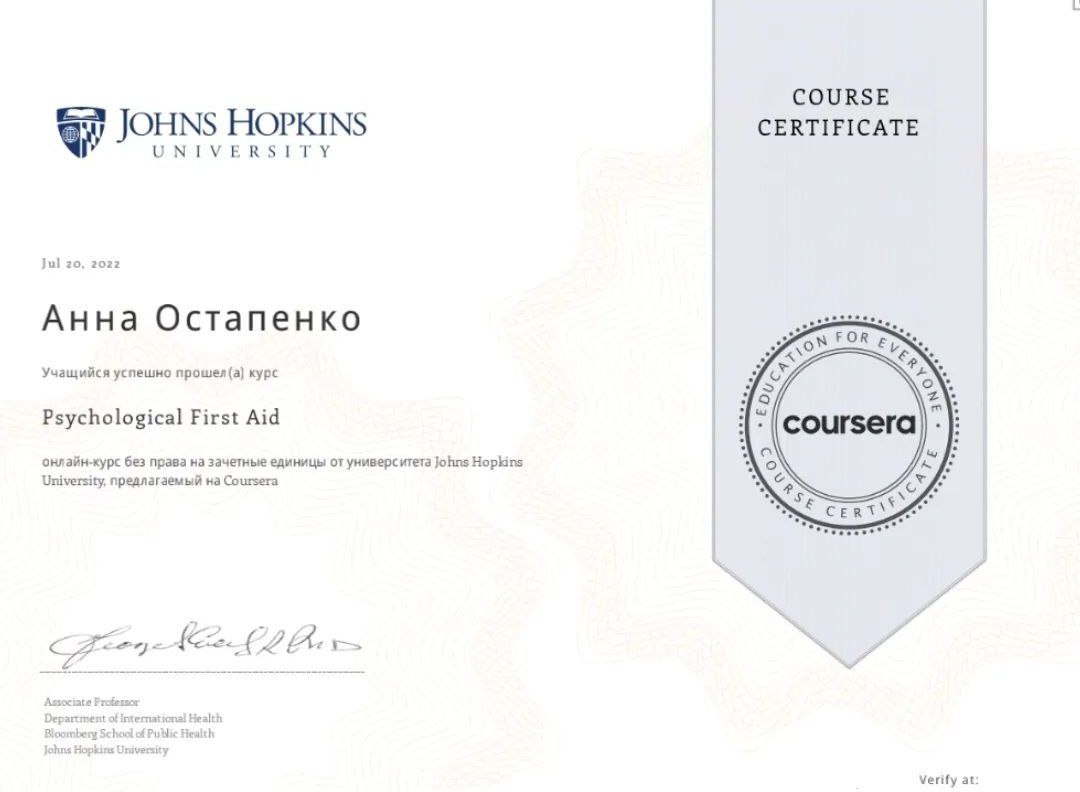 JOHNS HOPKINS
UNIVERSITY
COURSE
CERTIFICATE
Jul 20, 2022
Анна Остапенко
Учащийся успешно прошел(а) курс
Psychological First Aid
онлайн-курс без права на зачетные единицы от университета Johns Hopkins
University, предлагаемый на Coursera
EDUCATION FOR EVERYONE
coursera
COURSE CERTIFICATE
Associate Professor
Department of International Health
Bloomberg School of Public Health
Johns Hopkins University
Verify at: